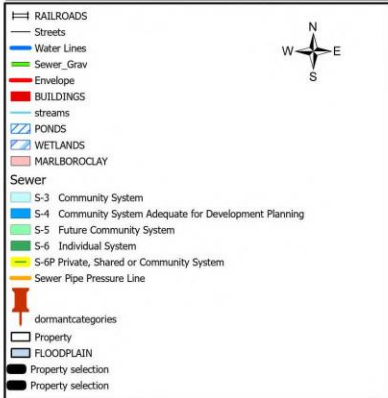 RAILROADS
Streets
Water Lines
Sewer_Grav
Envelope
BUILDINGS
streams
PONDS
WETLANDS
MARLBOROCLAY
Sewer
S-3 Community System
S-4 Community System Adequate for Development Planning
S-5 Future Community System
S-6 Individual System
S-6P Private, Shared or Community System
Sewer Pipe Pressure Line
dormantcategories
Property
FLOODPLAIN
Property selection
Property selection
N
W E
S